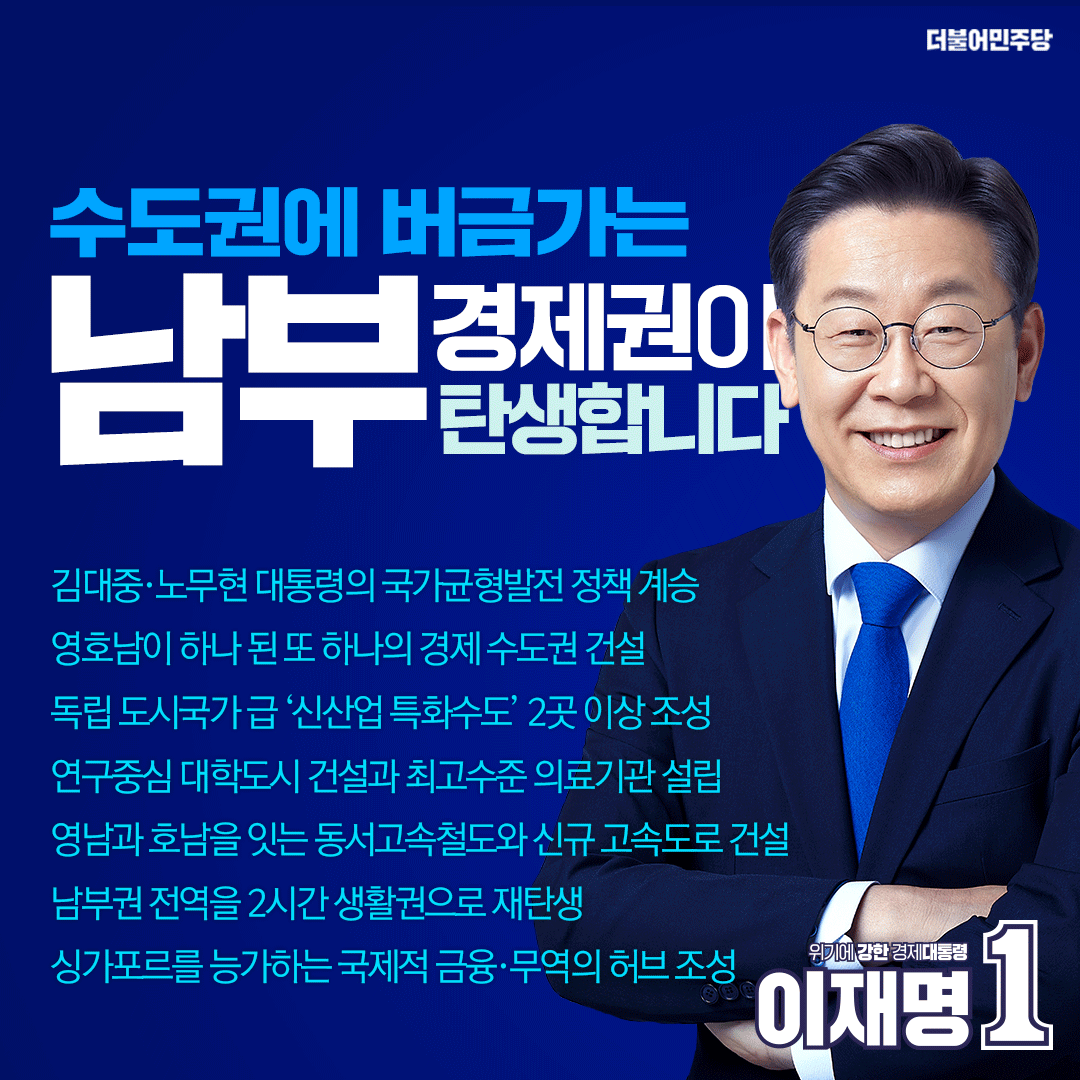 더불어민주당
수도권에 버금가는
남부 경제권이
탄생합니다
김대중·노무현 대통령의 국가균형발전 정책 계승
영호남이 하나 된 또 하나의 경제 수도권 건설
독립 도시국가 급 ‘신산업 특화수도’ 2곳 이상 조성
연구중심 대학도시 건설과 최고수준 의료기관 설립
영남과 호남을 잇는 동서고속철도와 신규 고속도로 건설
남부권 전역을 2시간 생활권으로 재탄생
싱가포르를 능가하는 국제적 금융·무역의 허브 조성
위기에 강한 경제대통령
이재명 1